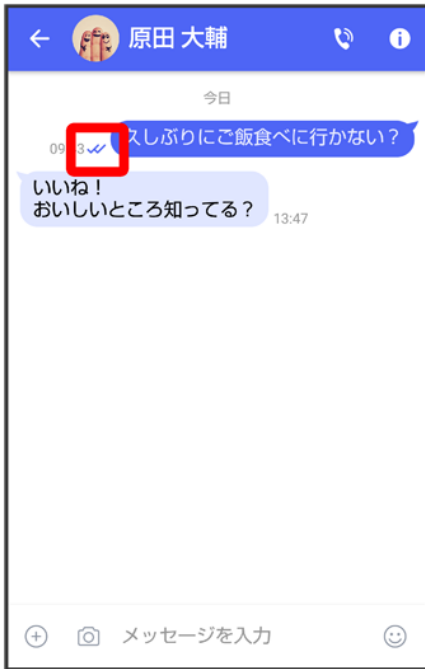 原田 大輔
今日
久しぶりにご飯食べに行かない？
いいね！
おいしいところ知ってる？
13:47
メッセージを入力